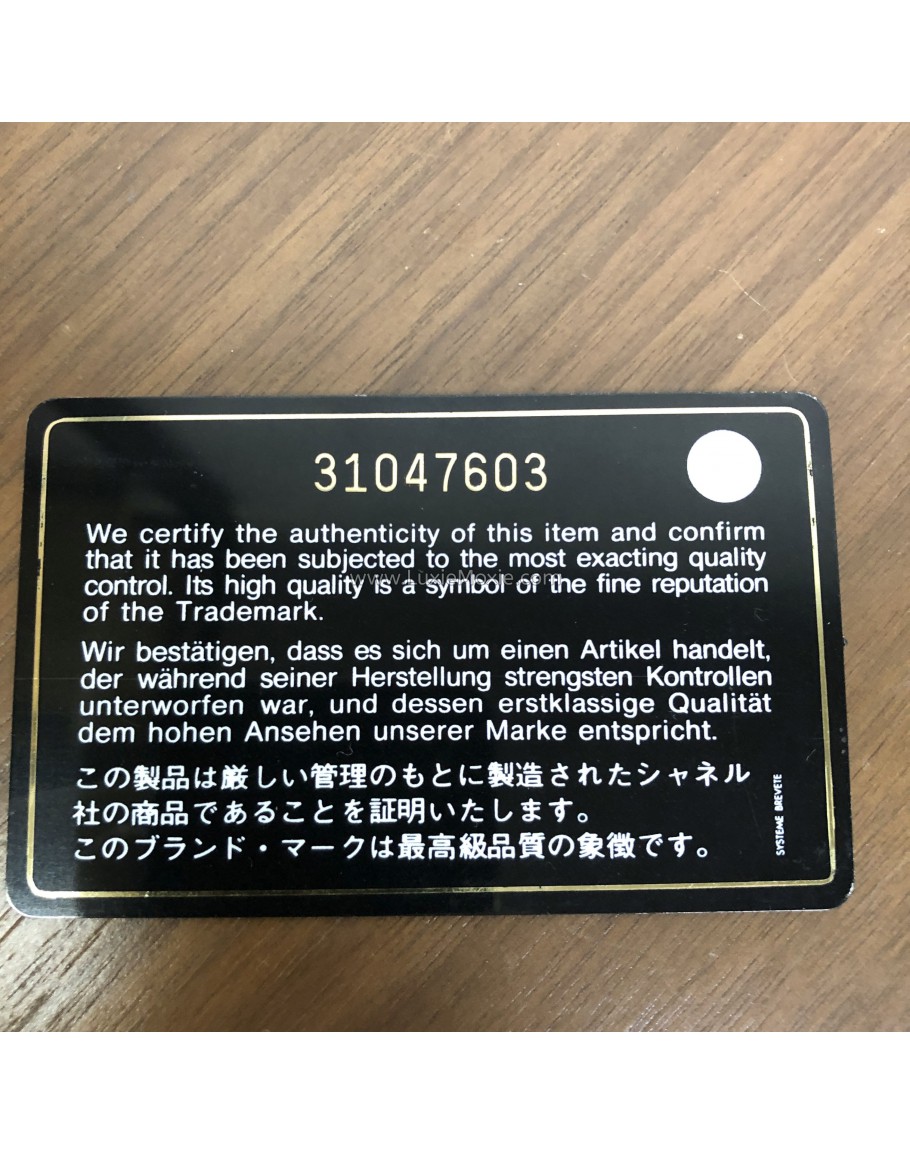 31047603
We certify the authenticity of this item and confirm
that it has been subjected to the most exacting quality
control. Its high quality is a symbol of the fine reputation
of the Trademark.
www.LuxieMoxie.com
Wir bestätigen, dass es sich um einen Artikel handelt,
der während seiner Herstellung strengsten Kontrollen
unterworfen war, und dessen erstklassige Qualität
dem hohen Ansehen unserer Marke entspricht.
この製品は厳しい管理のもとに製造されたシャネル
社の商品であることを証明いたします。
このブランド・マークは最高級品質の象徴です。
SYSTEME BREVETE